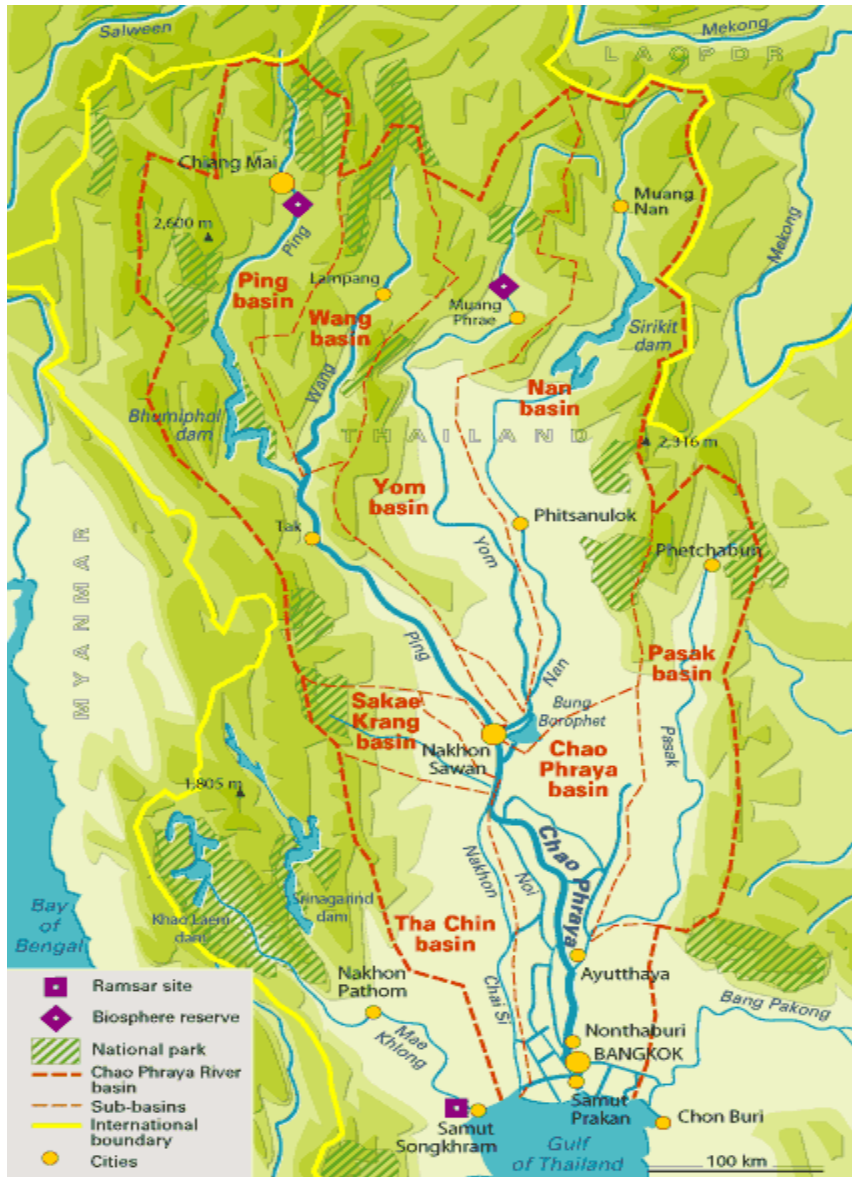 Salween
Mekong
LAOPDR
Chiang Mai
Muang
Nan
2,600 m
Ping
Mekong
Ping
basin
Lampang
Wang
basin
Muang
Phrae
Sirikit
dam
Nan
basin
Wang
Bhumiphol
dam
THAILAND
2,316 m
Yom
basin
Tak
Phitsanulok
Yom
Phetchabun
MYANMAR
Ping
Nan
Pasak
basin
Sakae
Krang
basin
Bung
Borophet
Nakhon
Sawan
Chao
Phraya
basin
Pasak
1,805 m
Chao Phraya
Nakhon
Noi
Bay
of
Bengal
Khao Laem
dam
Srinagarind
dam
Tha Chin
basin
Chai Si
Ayutthaya
Nakhon
Pathom
Bang Pakong
Mae
Khlong
Nonthaburi
BANGKOK
Samut
Prakan
Chon Buri
Samut
Songkhram
Gulf
of Thailand
100 km
Ramsar site
Biosphere reserve
National park
Chao Phraya River
basin
Sub-basins
International
boundary
Cities